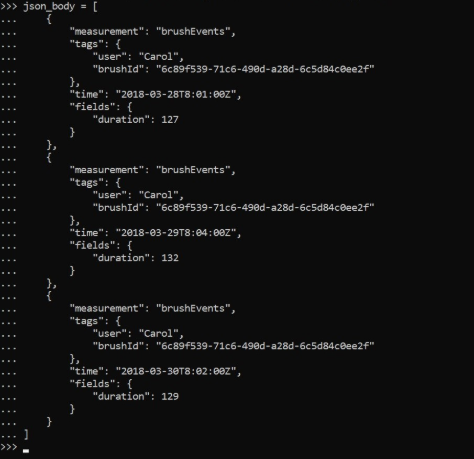 >>> json_body = [
...     {
...         "measurement": "brushEvents",
...         "tags": {
...             "user": "Carol",
...             "brushId": "6c89f539-71c6-490d-a28d-6c5d84c0ee2f"
...         },
...         "time": "2018-03-28T8:01:00Z",
...         "fields": {
...             "duration": 127
...         }
...     },
...     {
...         "measurement": "brushEvents",
...         "tags": {
...             "user": "Carol",
...             "brushId": "6c89f539-71c6-490d-a28d-6c5d84c0ee2f"
...         },
...         "time": "2018-03-29T8:04:00Z",
...         "fields": {
...             "duration": 132
...         }
...     },
...     {
...         "measurement": "brushEvents",
...         "tags": {
...             "user": "Carol",
...             "brushId": "6c89f539-71c6-490d-a28d-6c5d84c0ee2f"
...         },
...         "time": "2018-03-30T8:02:00Z",
...         "fields": {
...             "duration": 129
...         }
...     }
... ]
>>>